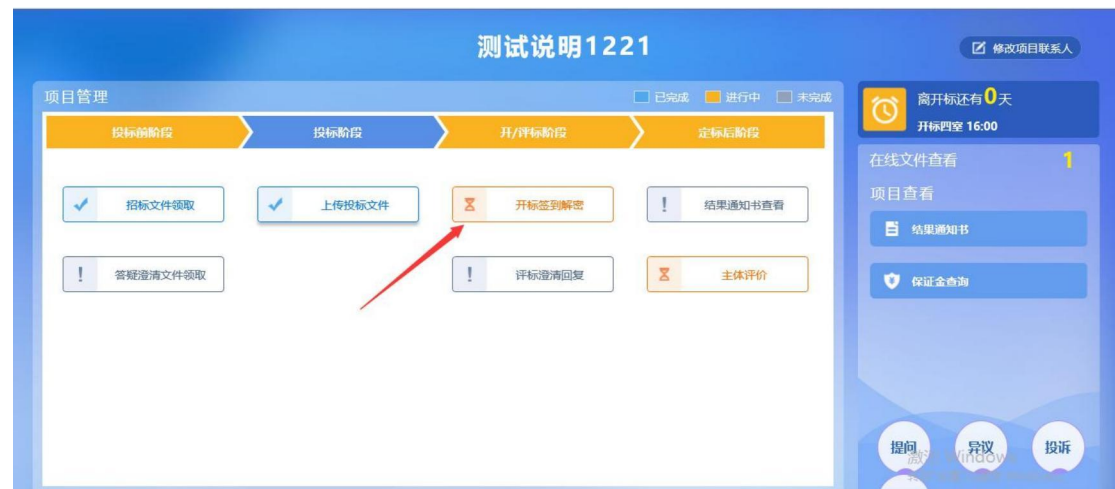 测试说明1221
修改项目联系人
项目管理
已完成 进行中 未完成
投标前阶段 投标阶段 开/评标阶段 定标后阶段
招标文件领取 上传投标文件 开标签到解密 结果通知书查看
答疑澄清文件领取 评标澄清回复 主体评价
离开标还有0天
开标四室 16:00
在线文件查看 1
项目查看
结果通知书
保证金查询
提问 异议 投诉
激活 Windows